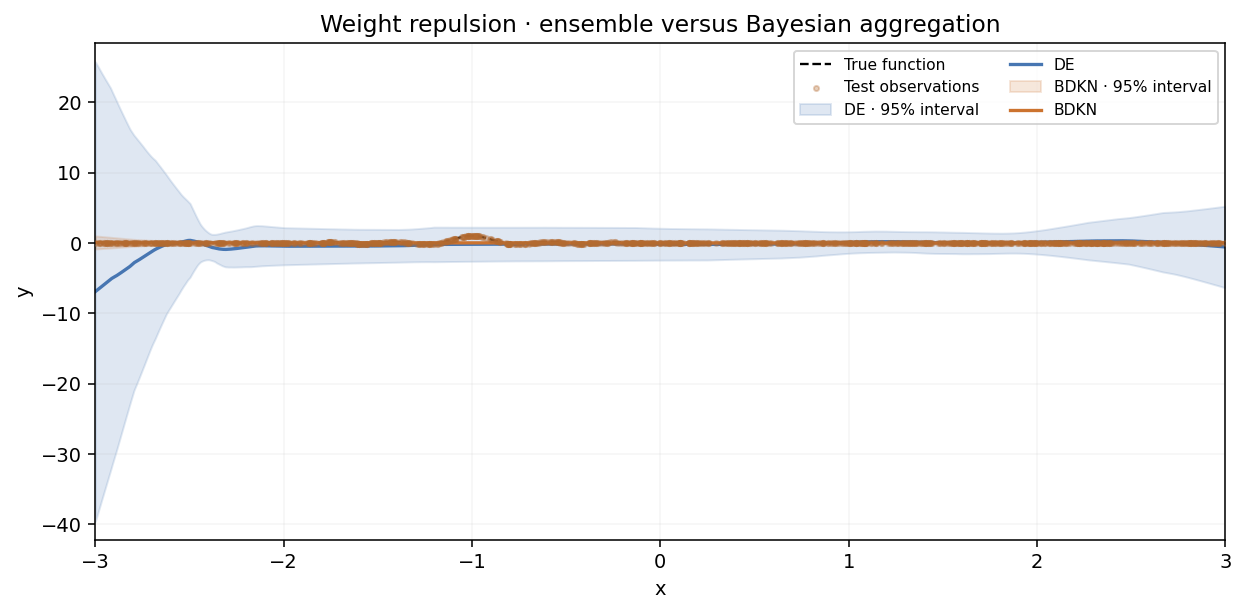 Weight repulsion · ensemble versus Bayesian aggregation
True function
Test observations
DE · 95% interval
DE
BDKN · 95% interval
BDKN
y
20
10
0
−10
−20
−30
−40
−3
−2
−1
0
1
2
3
x